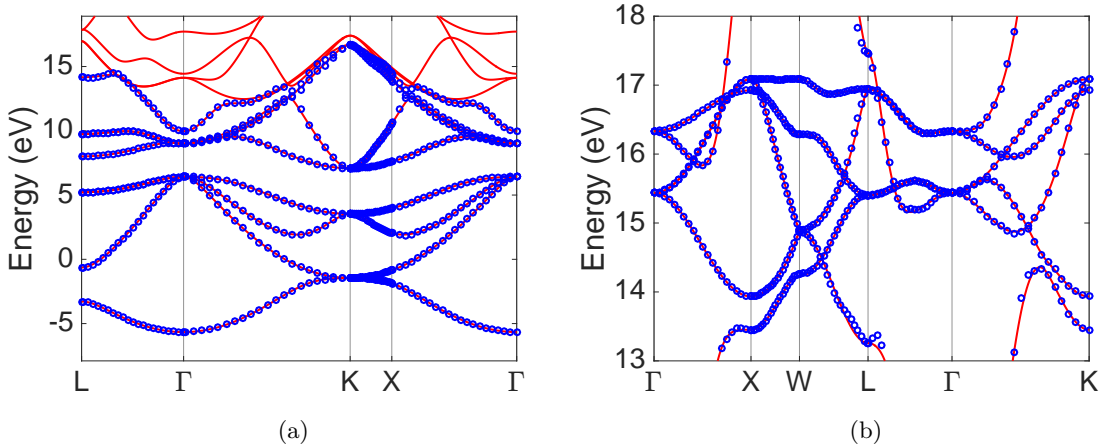 Energy (eV)
15
10
5
0
-5
L Γ K X Γ
(a)
Energy (eV)
18
17
16
15
14
13
Γ X W L Γ K
(b)